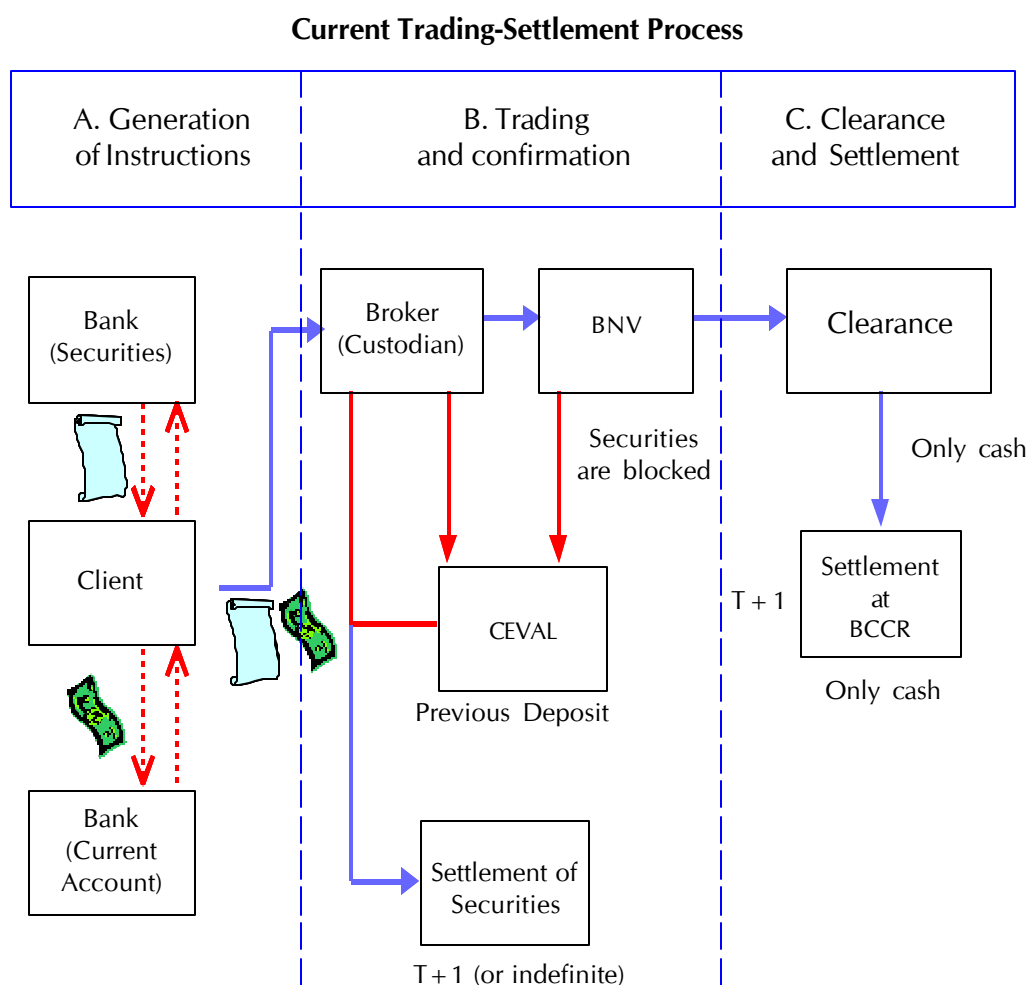 Current Trading-Settlement Process
A. Generation
of Instructions
B. Trading
and confirmation
C. Clearance
and Settlement
Bank
(Securities)
Broker
(Custodian)
BNV
Clearance
Securities
are blocked
Only cash
Client
CEVAL
Previous Deposit
T + 1
Settlement
at
BCCR
Only cash
Bank
(Current
Account)
Settlement of
Securities
T + 1 (or indefinite)